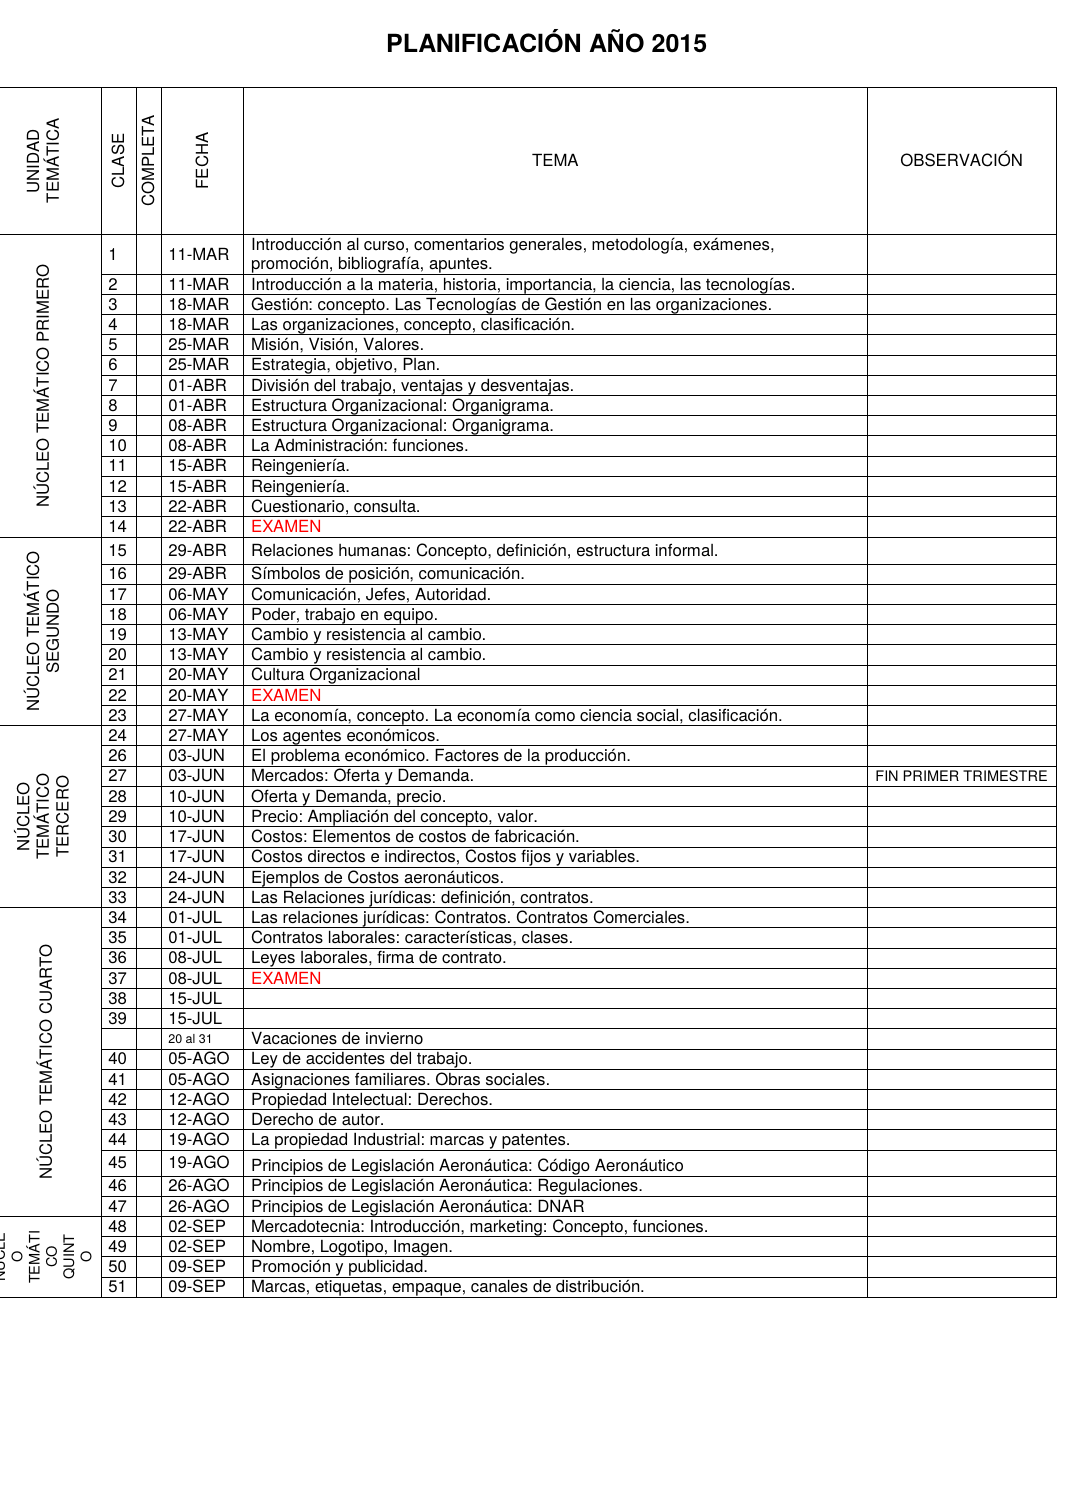 PLANIFICACIÓN AÑO 2015
UNIDAD
TEMÁTICA
CLASE
COMPLETA
FECHA
TEMA
OBSERVACIÓN
NÚCLEO TEMÁTICO PRIMERO
1 11-MAR Introducción al curso, comentarios generales, metodología, exámenes,
promoción, bibliografía, apuntes.
2 11-MAR Introducción a la materia, historia, importancia, la ciencia, las tecnologías.
3 18-MAR Gestión: concepto. Las Tecnologías de Gestión en las organizaciones.
4 18-MAR Las organizaciones, concepto, clasificación.
5 25-MAR Misión, Visión, Valores.
6 25-MAR Estrategia, objetivo, Plan.
7 01-ABR División del trabajo, ventajas y desventajas.
8 01-ABR Estructura Organizacional: Organigrama.
9 08-ABR Estructura Organizacional: Organigrama.
10 08-ABR La Administración: funciones.
11 15-ABR Reingeniería.
12 15-ABR Reingeniería.
13 22-ABR Cuestionario, consulta.
14 22-ABR EXAMEN
NÚCLEO TEMÁTICO
SEGUNDO
15 29-ABR Relaciones humanas: Concepto, definición, estructura informal.
16 29-ABR Símbolos de posición, comunicación.
17 06-MAY Comunicación, Jefes, Autoridad.
18 06-MAY Poder, trabajo en equipo.
19 13-MAY Cambio y resistencia al cambio.
20 13-MAY Cambio y resistencia al cambio.
21 20-MAY Cultura Organizacional
22 20-MAY EXAMEN
23 27-MAY La economía, concepto. La economía como ciencia social, clasificación.
NÚCLEO
TEMÁTICO
TERCERO
24 27-MAY Los agentes económicos.
26 03-JUN El problema económico. Factores de la producción.
27 03-JUN Mercados: Oferta y Demanda. FIN PRIMER TRIMESTRE
28 10-JUN Oferta y Demanda, precio.
29 10-JUN Precio: Ampliación del concepto, valor.
30 17-JUN Costos: Elementos de costos de fabricación.
31 17-JUN Costos directos e indirectos, Costos fijos y variables.
32 24-JUN Ejemplos de Costos aeronáuticos.
33 24-JUN Las Relaciones jurídicas: definición, contratos.
NÚCLEO TEMÁTICO CUARTO
34 01-JUL Las relaciones jurídicas: Contratos. Contratos Comerciales.
35 01-JUL Contratos laborales: características, clases.
36 08-JUL Leyes laborales, firma de contrato.
37 08-JUL EXAMEN
38 15-JUL
39 15-JUL
20 al 31 Vacaciones de invierno
40 05-AGO Ley de accidentes del trabajo.
41 05-AGO Asignaciones familiares. Obras sociales.
42 12-AGO Propiedad Intelectual: Derechos.
43 12-AGO Derecho de autor.
44 19-AGO La propiedad Industrial: marcas y patentes.
45 19-AGO Principios de Legislación Aeronáutica: Código Aeronáutico
46 26-AGO Principios de Legislación Aeronáutica: Regulaciones.
47 26-AGO Principios de Legislación Aeronáutica: DNAR
NÚCLE
O
TEMÁTI
CO
QUINT
O
48 02-SEP Mercadotecnia: Introducción, marketing: Concepto, funciones.
49 02-SEP Nombre, Logotipo, Imagen.
50 09-SEP Promoción y publicidad.
51 09-SEP Marcas, etiquetas, empaque, canales de distribución.